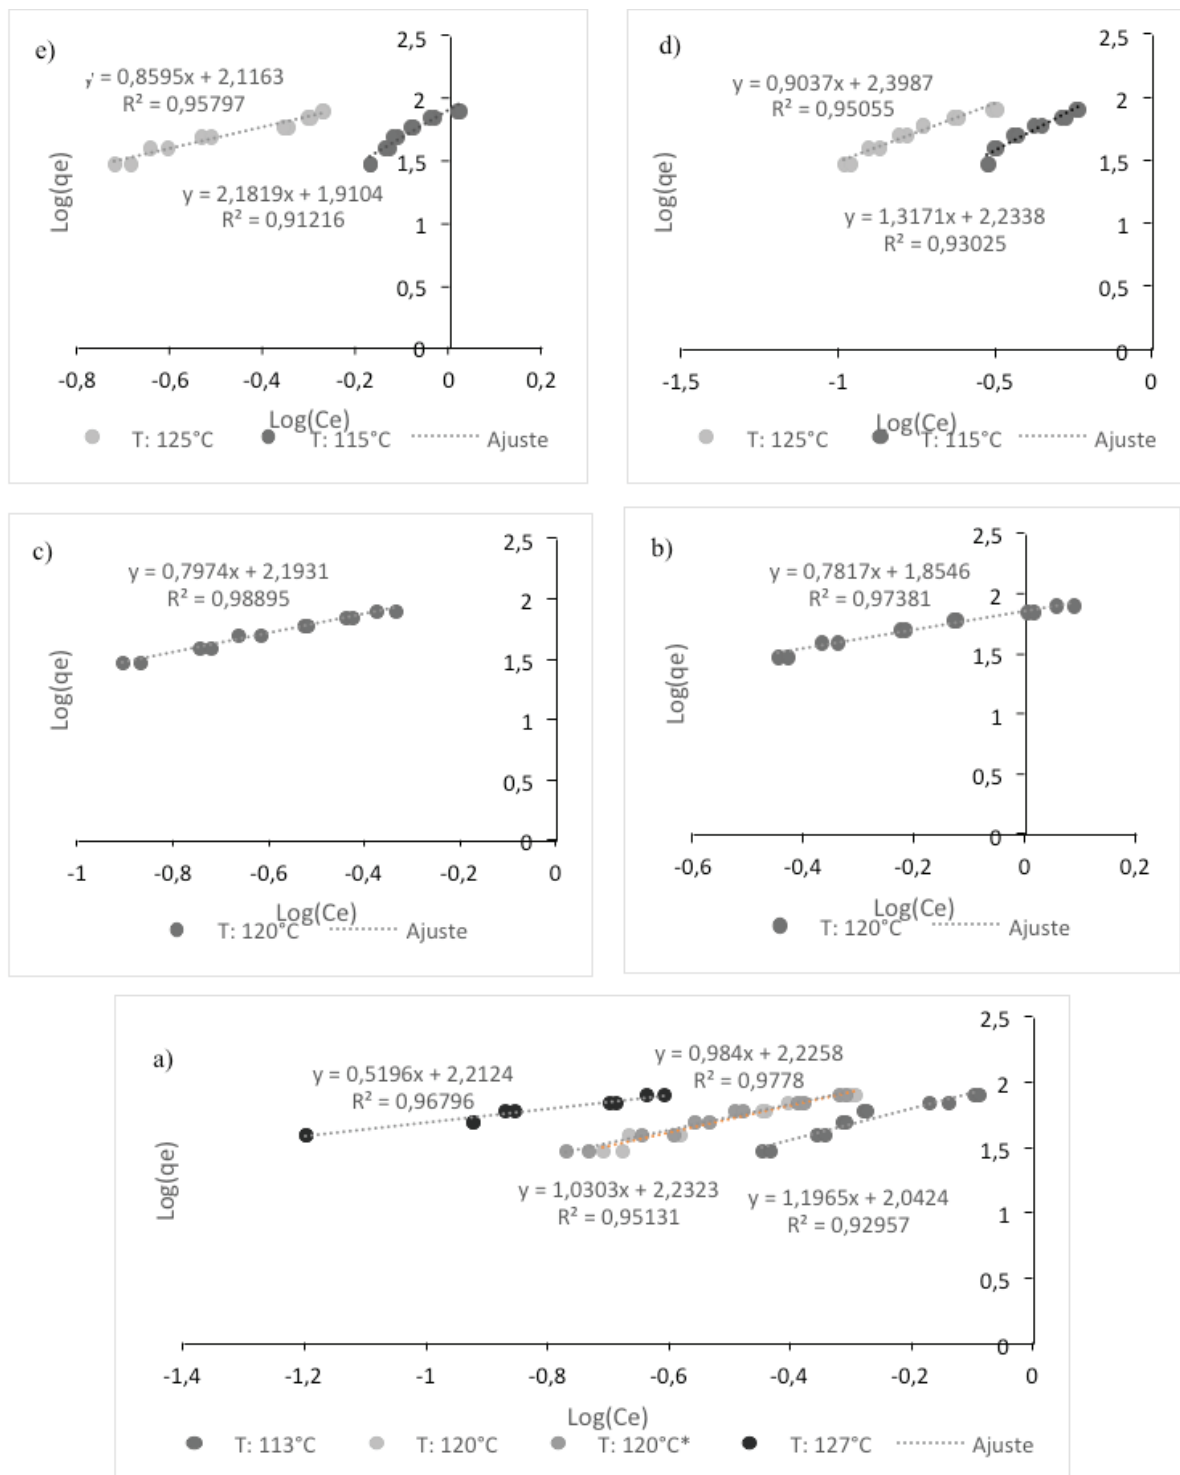 e)
2,5
y = 0,8595x + 2,1163
R² = 0,95797
2
1,5
y = 2,1819x + 1,9104
R² = 0,91216
1
0,5
0
Log(qe)
-0,8 -0,6 -0,4 -0,2 0 0,2
Log(Ce)
T: 125°C T: 115°C Ajuste
d)
2,5
y = 0,9037x + 2,3987
R² = 0,95055
2
1,5
y = 1,3171x + 2,2338
R² = 0,93025
1
0,5
0
Log(qe)
-1,5 -1 -0,5 0
Log(Ce)
T: 125°C T: 115°C Ajuste
c)
2,5
y = 0,7974x + 2,1931
R² = 0,98895
2
1,5
1
0,5
0
Log(qe)
-1 -0,8 -0,6 -0,4 -0,2 0
Log(Ce)
T: 120°C Ajuste
b)
2,5
y = 0,7817x + 1,8546
R² = 0,97381
2
1,5
1
0,5
0
Log(qe)
-0,6 -0,4 -0,2 0 0,2
Log(Ce)
T: 120°C Ajuste
a)
2,5
y = 0,5196x + 2,2124
R² = 0,96796
y = 0,984x + 2,2258
R² = 0,9778
2
1,5
y = 1,0303x + 2,2323
R² = 0,95131
y = 1,1965x + 2,0424
R² = 0,92957
1
0,5
0
Log(qe)
-1,4 -1,2 -1 -0,8 -0,6 -0,4 -0,2 0
Log(Ce)
T: 113°C T: 120°C T: 120°C* T: 127°C Ajuste